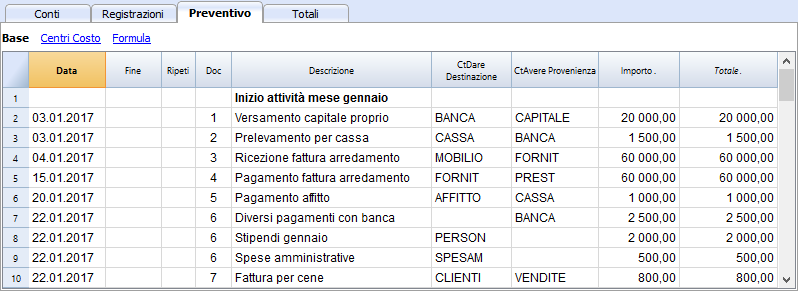 Conti Registrazioni Preventivo Totali
Base Centri Costo Formula
Data Fine Ripeti Doc Descrizione CtDare Destinazione CtAvere Provenienza Importo . Totale .
1 Inizio attività mese gennaio
2 03.01.2017 1 Versamento capitale proprio BANCA CAPITALE 20 000,00 20 000,00
3 03.01.2017 2 Prelevamento per cassa CASSA BANCA 1 500,00 1 500,00
4 04.01.2017 3 Ricezione fattura arredamento MOBILIO FORNIT 60 000,00 60 000,00
5 15.01.2017 4 Pagamento fattura arredamento FORNIT PREST 60 000,00 60 000,00
6 20.01.2017 5 Pagamento affitto AFFITTO CASSA 1 000,00 1 000,00
7 22.01.2017 6 Diversi pagamenti con banca BANCA 2 500,00 2 500,00
8 22.01.2017 6 Stipendi gennaio PERSON 2 000,00 2 000,00
9 22.01.2017 6 Spese amministrative SPESAM 500,00 500,00
10 22.01.2017 7 Fattura per cene CLIENTI VENDITE 800,00 800,00